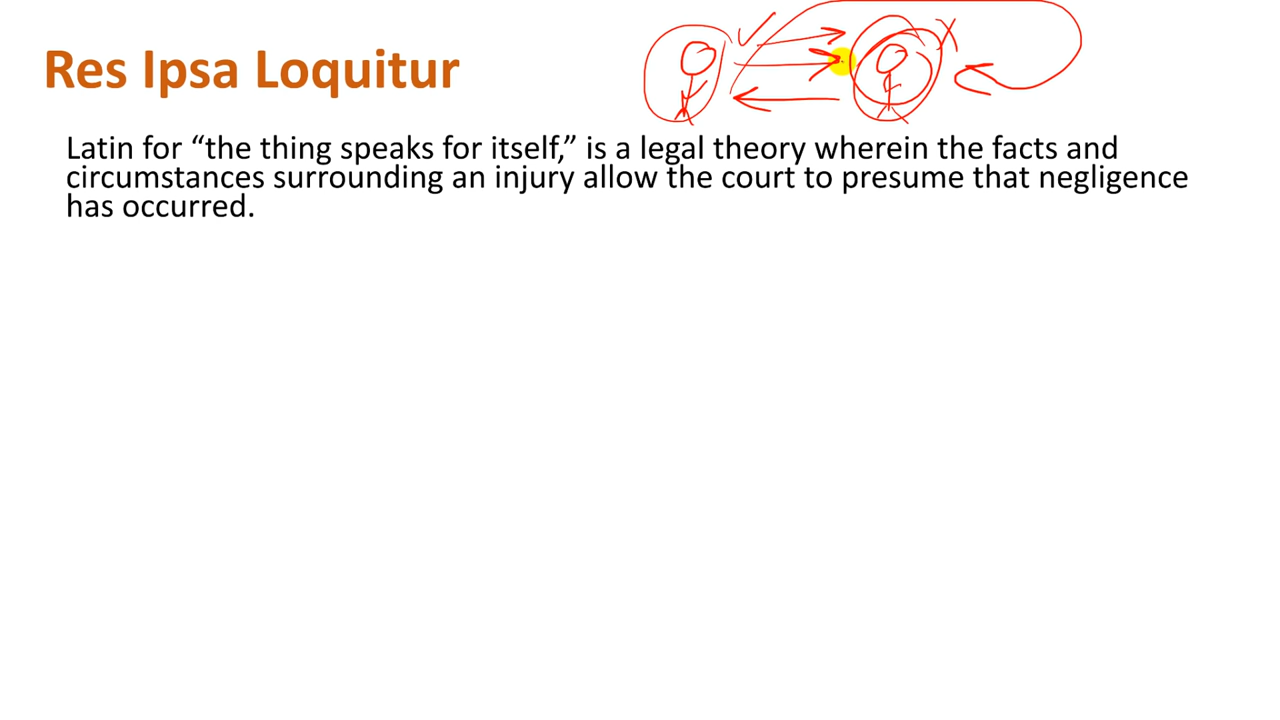 Res Ipsa Loquitur
Latin for “the thing speaks for itself,” is a legal theory wherein the facts and
circumstances surrounding an injury allow the court to presume that negligence
has occurred.